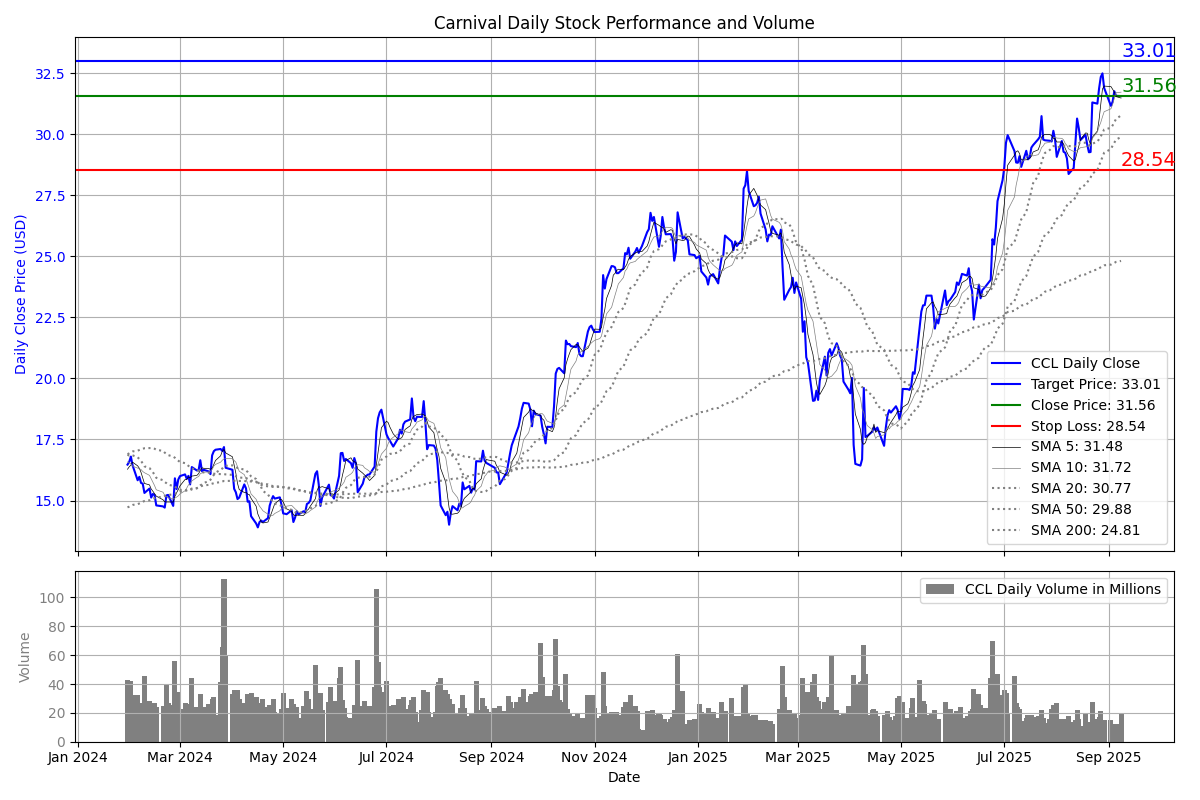 Carnival Daily Stock Performance and Volume
33.01
31.56
28.54
Daily Close Price (USD)
32.5
30.0
27.5
25.0
22.5
20.0
17.5
15.0
CCL Daily Close
Target Price: 33.01
Close Price: 31.56
Stop Loss: 28.54
SMA 5: 31.48
SMA 10: 31.72
SMA 20: 30.77
SMA 50: 29.88
SMA 200: 24.81
Volume
100
80
60
40
20
0
CCL Daily Volume in Millions
Jan 2024 Mar 2024 May 2024 Jul 2024 Sep 2024 Nov 2024 Jan 2025 Mar 2025 May 2025 Jul 2025 Sep 2025
Date